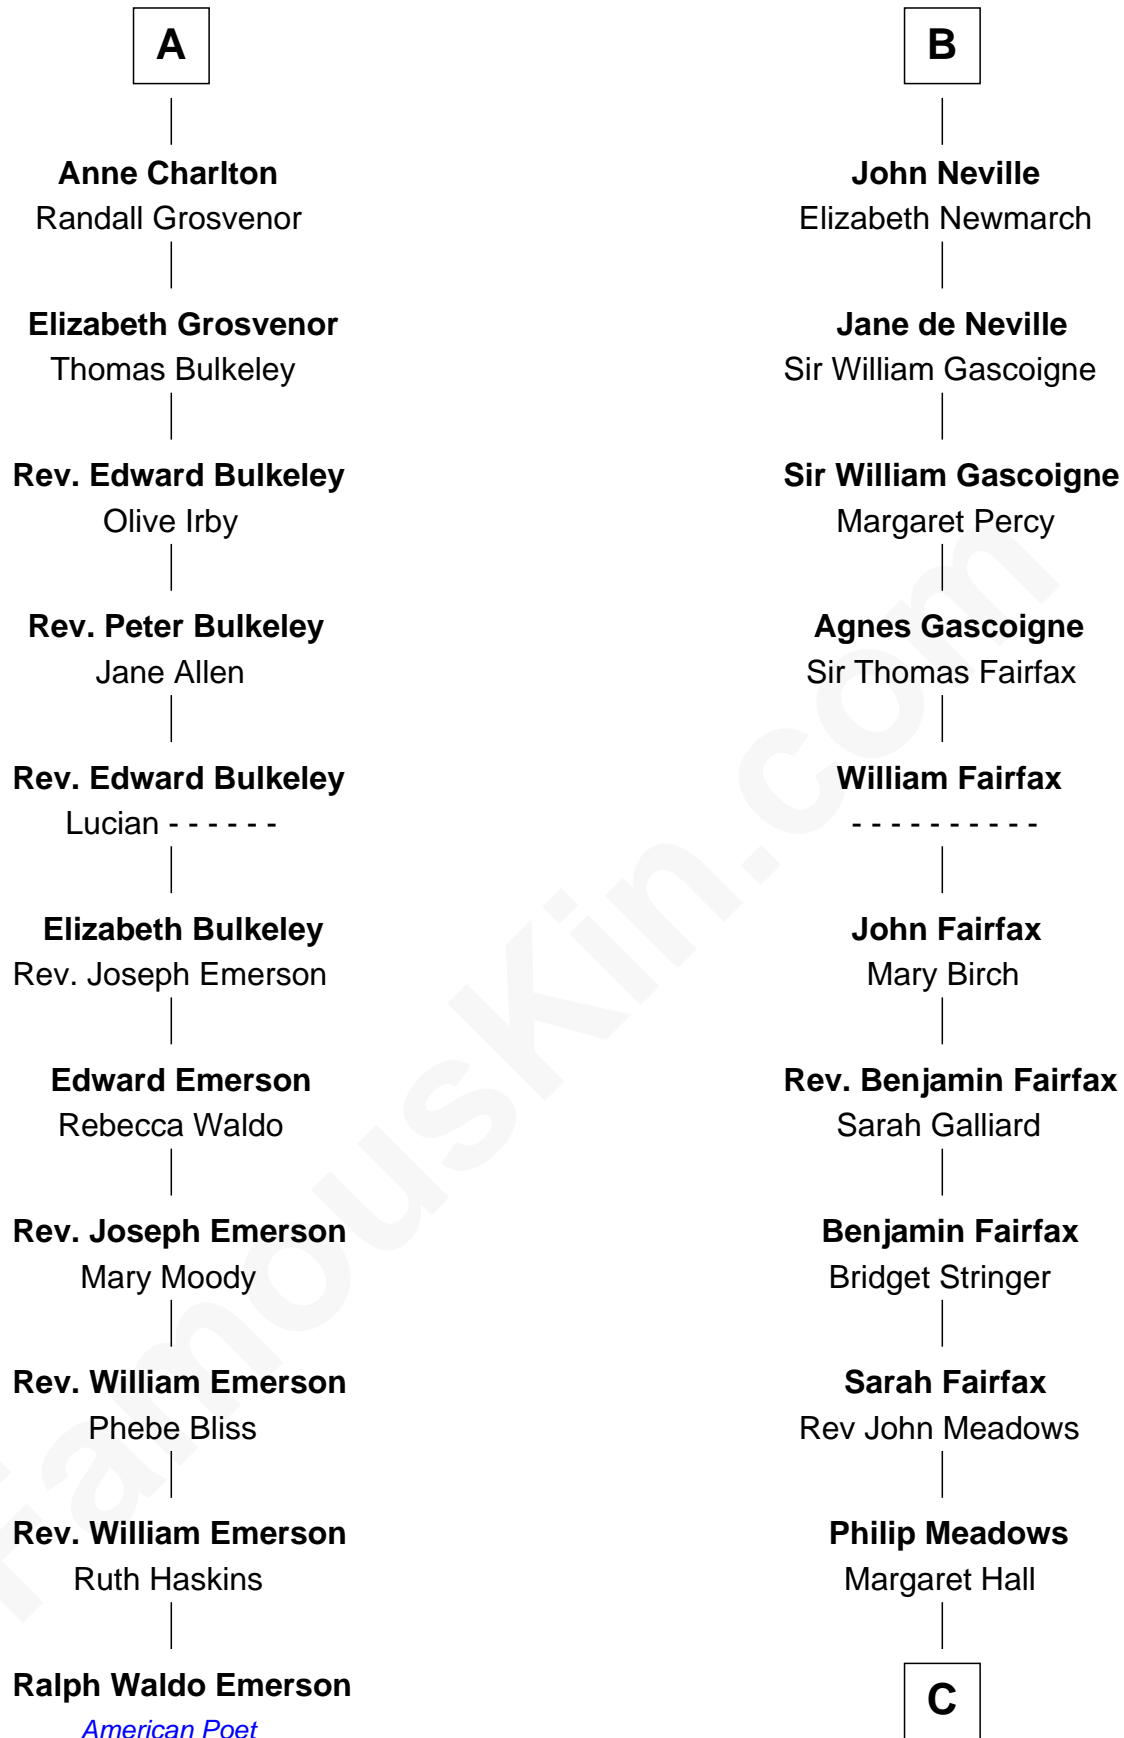 A
Anne Charlton
Randall Grosvenor
Elizabeth Grosvenor
Thomas Bulkeley
Rev. Edward Bulkeley
Olive Irby
Rev. Peter Bulkeley
Jane Allen
Rev. Edward Bulkeley
Lucian - - - - - -
Elizabeth Bulkeley
Rev. Joseph Emerson
Edward Emerson
Rebecca Waldo
Rev. Joseph Emerson
Mary Moody
Rev. William Emerson
Phebe Bliss
Rev. William Emerson
Ruth Haskins
Ralph Waldo Emerson
American Poet
B
John Neville
Elizabeth Newmarch
Jane de Neville
Sir William Gascoigne
Sir William Gascoigne
Margaret Percy
Agnes Gascoigne
Sir Thomas Fairfax
William Fairfax
- - - - - - - - - -
John Fairfax
Mary Birch
Rev. Benjamin Fairfax
Sarah Galliard
Benjamin Fairfax
Bridget Stringer
Sarah Fairfax
Rev John Meadows
Philip Meadows
Margaret Hall
C
FamousKin.com